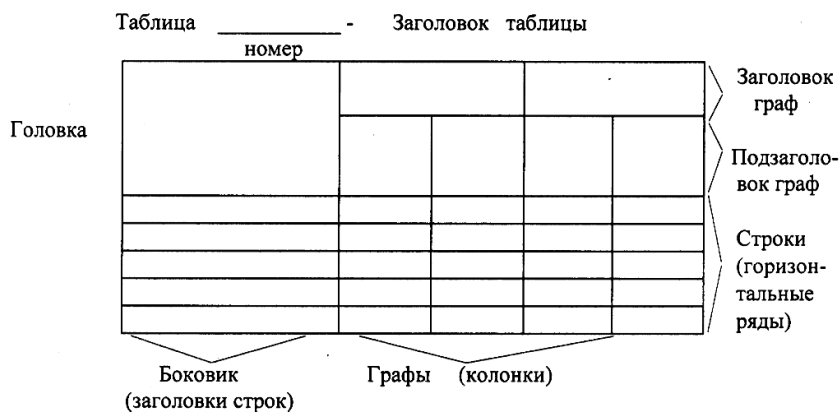 Таблица __________ - Заголовок таблицы
номер
Заголовок
граф
Головка
Подзаголо-
вок граф
Строки
(горизон-
тальные
ряды)
Боковик
(заголовки строк)
Графы (колонки)